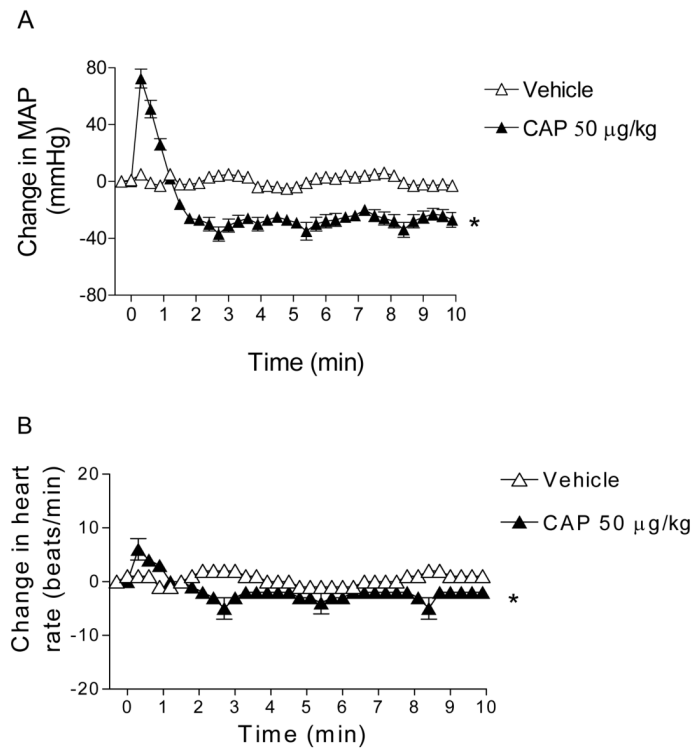 A
Change in MAP
(mmHg)
80
40
0
-40
-80
Vehicle
CAP 50 μg/kg
*
0 1 2 3 4 5 6 7 8 9 10
Time (min)
B
Change in heart
rate (beats/min)
20
10
0
-10
-20
Vehicle
CAP 50 μg/kg
*
0 1 2 3 4 5 6 7 8 9 10
Time (min)